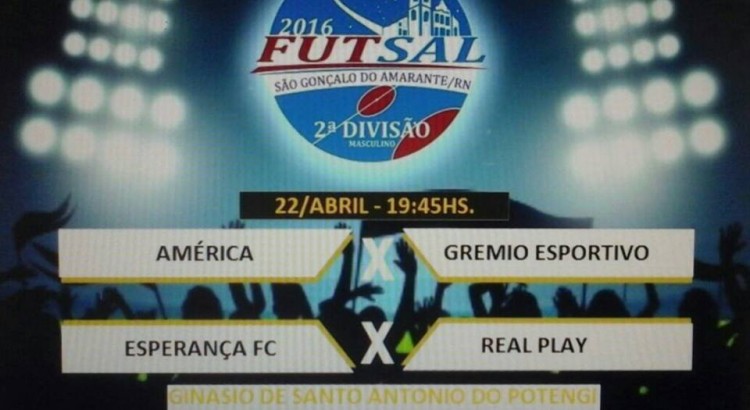 2016
FUTSAL
SÃO GONÇALO DO AMARANTE/RN
2ª DIVISÃO
MASCULINO
22/ABRIL - 19:45HS.
AMÉRICA X GREMIO ESPORTIVO
ESPERANÇA FC X REAL PLAY
GINASIO DE SANTO ANTONIO DO POTENGI